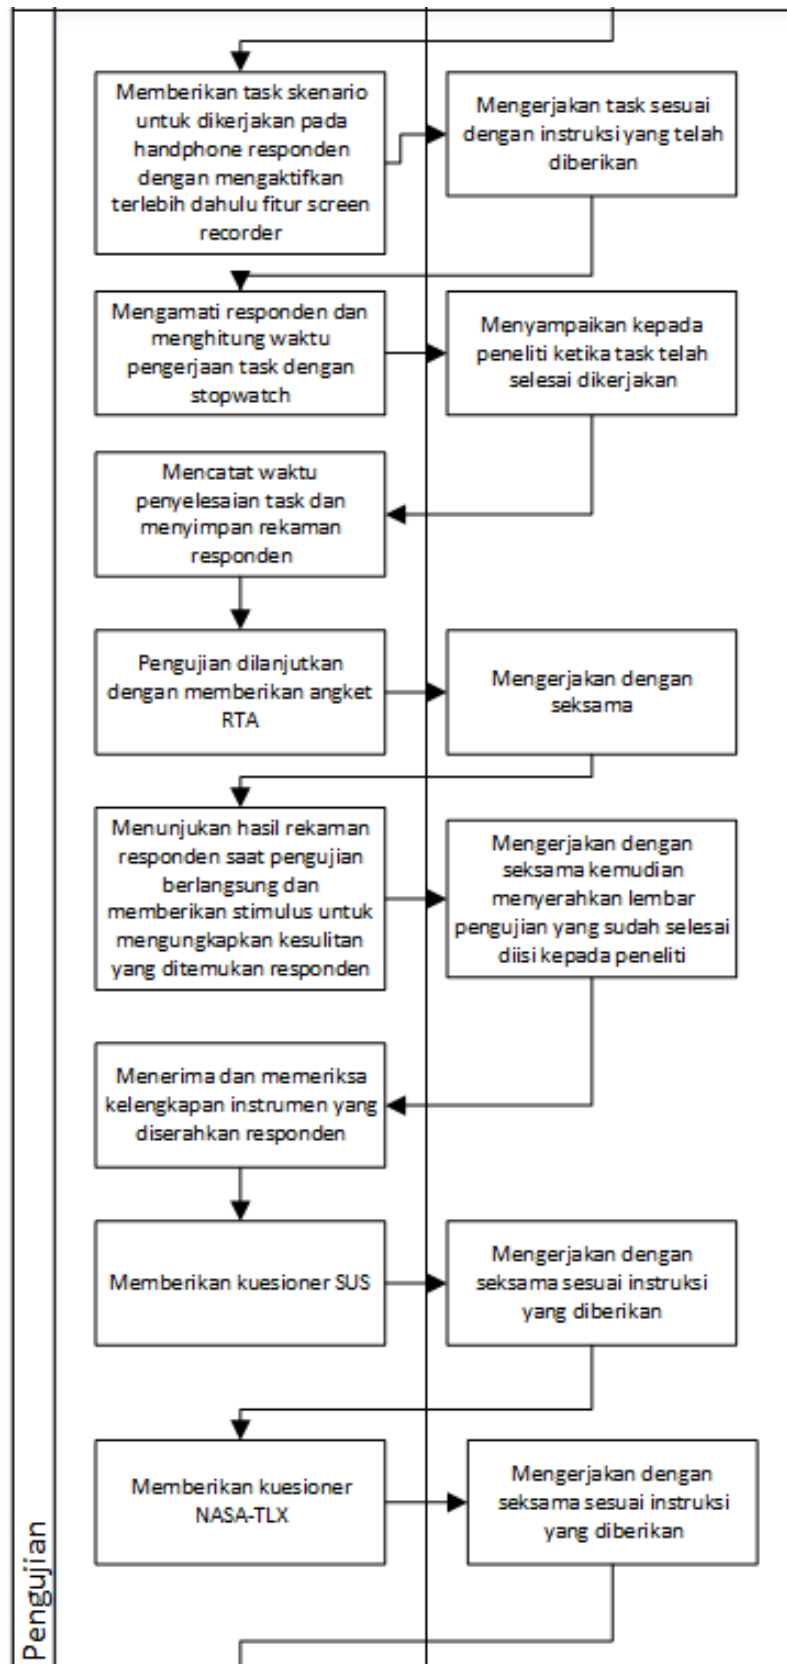 Memberikan task skenario
untuk dikerjakan pada
handphone responden
dengan mengaktifkan
terlebih dahulu fitur screen
recorder
Mengerjakan task sesuai
dengan instruksi yang telah
diberikan
Mengamati responden dan
menghitung waktu
pengerjaan task dengan
stopwatch
Menyampaikan kepada
peneliti ketika task telah
selesai dikerjakan
Mencatat waktu
penyelesaian task dan
menyimpan rekaman
responden
Pengujian dilanjutkan
dengan memberikan angket
RTA
Mengerjakan dengan
seksama
Menunjukan hasil rekaman
responden saat pengujian
berlangsung dan
memberikan stimulus untuk
mengungkapkan kesulitan
yang ditemukan responden
Mengerjakan dengan
seksama kemudian
menyerahkan lembar
pengujian yang sudah selesai
diisi kepada peneliti
Menerima dan memeriksa
kelengkapan instrumen yang
diserahkan responden
Memberikan kuesioner SUS
Mengerjakan dengan
seksama sesuai instruksi
yang diberikan
Memberikan kuesioner
NASA-TLX
Mengerjakan dengan
seksama sesuai instruksi
yang diberikan
Pengujian